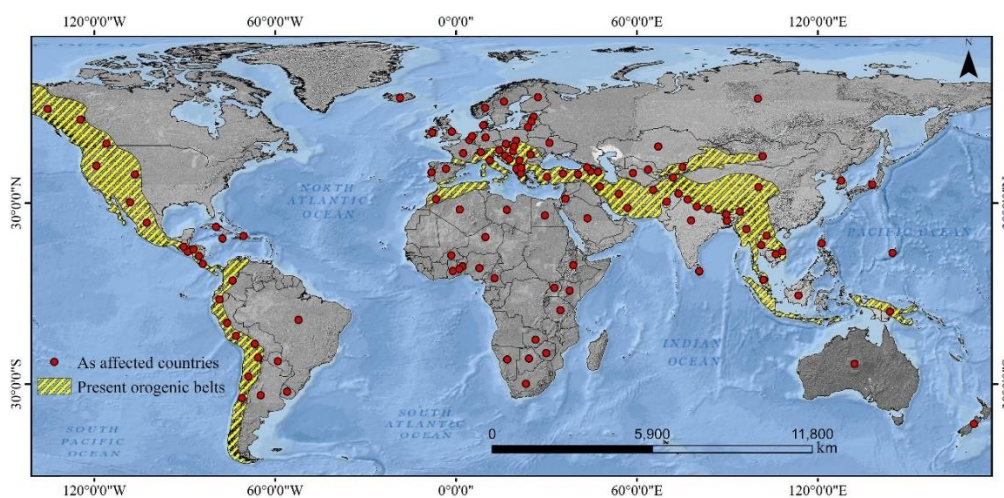 120°0'0"W 60°0'0"W 0°0'0" 60°0'0"E 120°0'0"E
N
30°0'0"N
NORTH
ATLANTIC
OCEAN
PACIFIC OCEAN
INDIAN
OCEAN
As affected countries
Present orogenic belts
30°0'0"S
SOUTH
PACIFIC
OCEAN
SOUTH
ATLANTIC
OCEAN
0 5,900 11,800
km
120°0'0"W 60°0'0"W 0°0'0" 60°0'0"E 120°0'0"E